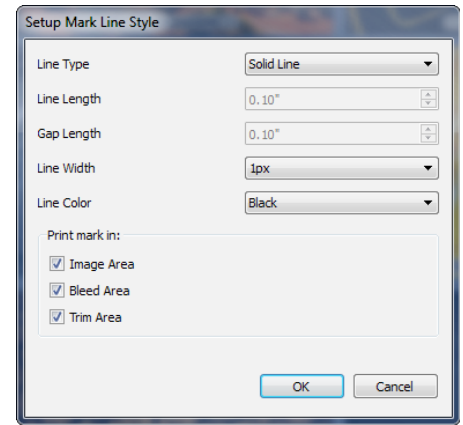 Setup Mark Line Style
Line Type Solid Line
Line Length 0.10"
Gap Length 0.10"
Line Width 1px
Line Color Black
Print mark in:
Image Area
Bleed Area
Trim Area
OK Cancel